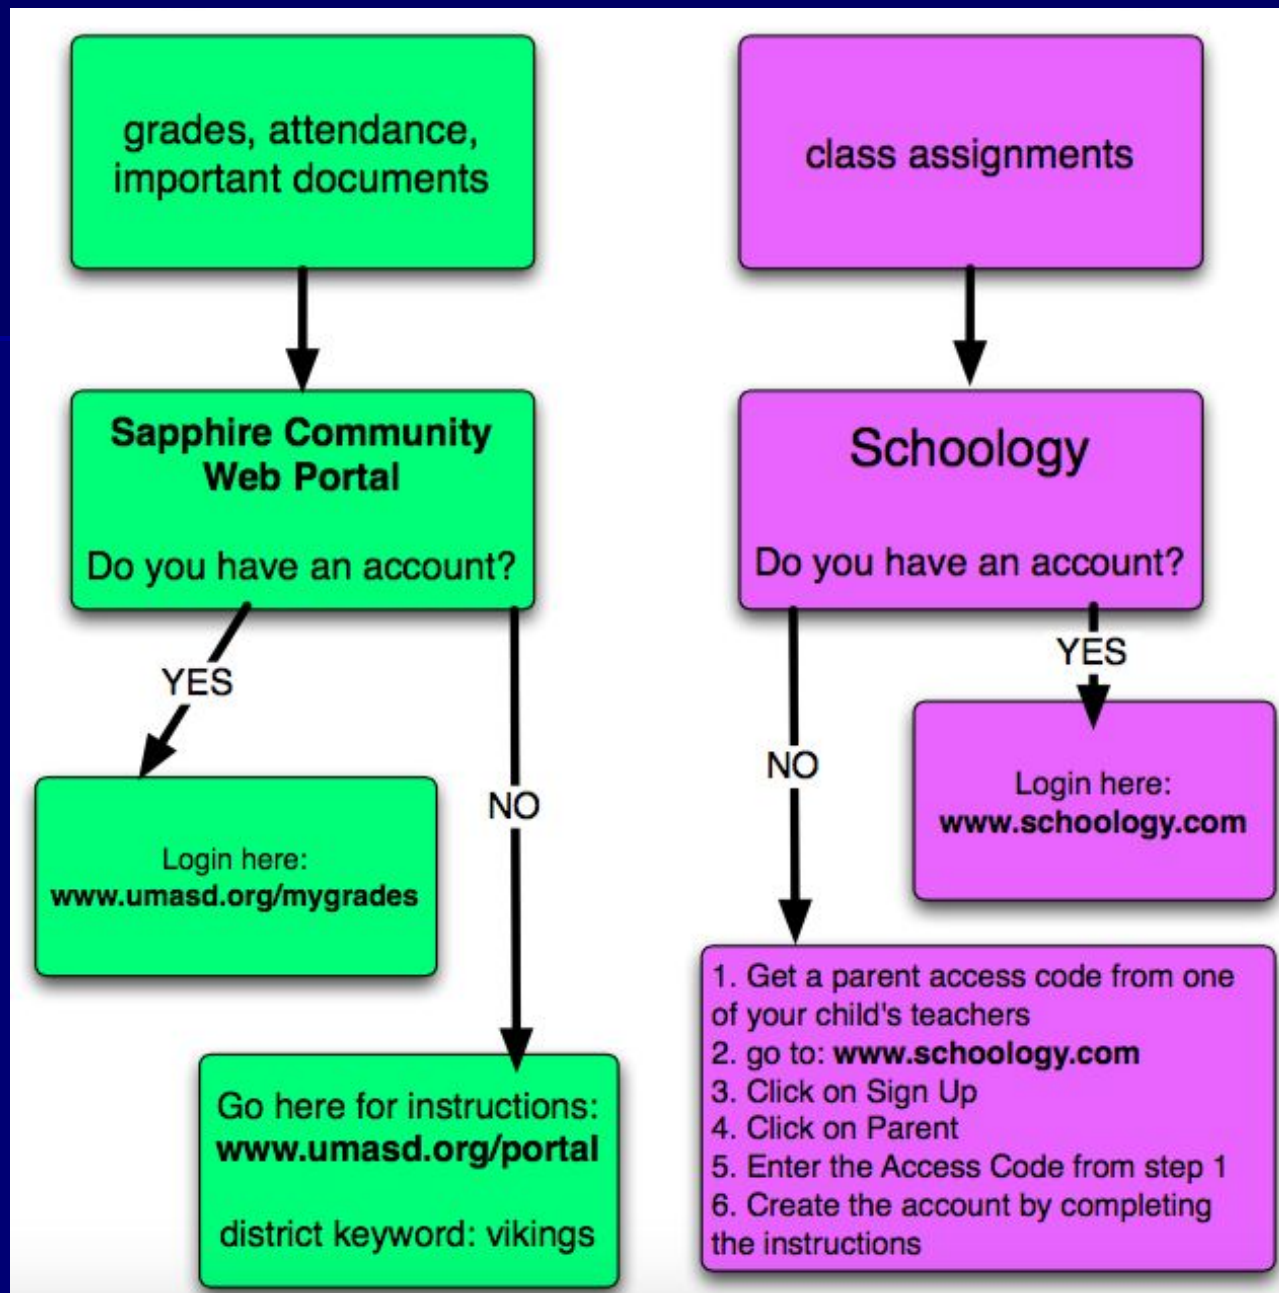 grades, attendance,
important documents
Sapphire Community
Web Portal
Do you have an account?
YES
NO
Login here:
www.umasd.org/mygrades
Go here for instructions:
www.umasd.org/portal
district keyword: vikings
class assignments
Schoology
Do you have an account?
YES
NO
Login here:
www.schoology.com
1. Get a parent access code from one
of your child's teachers
2. go to: www.schoology.com
3. Click on Sign Up
4. Click on Parent
5. Enter the Access Code from step 1
6. Create the account by completing
the instructions